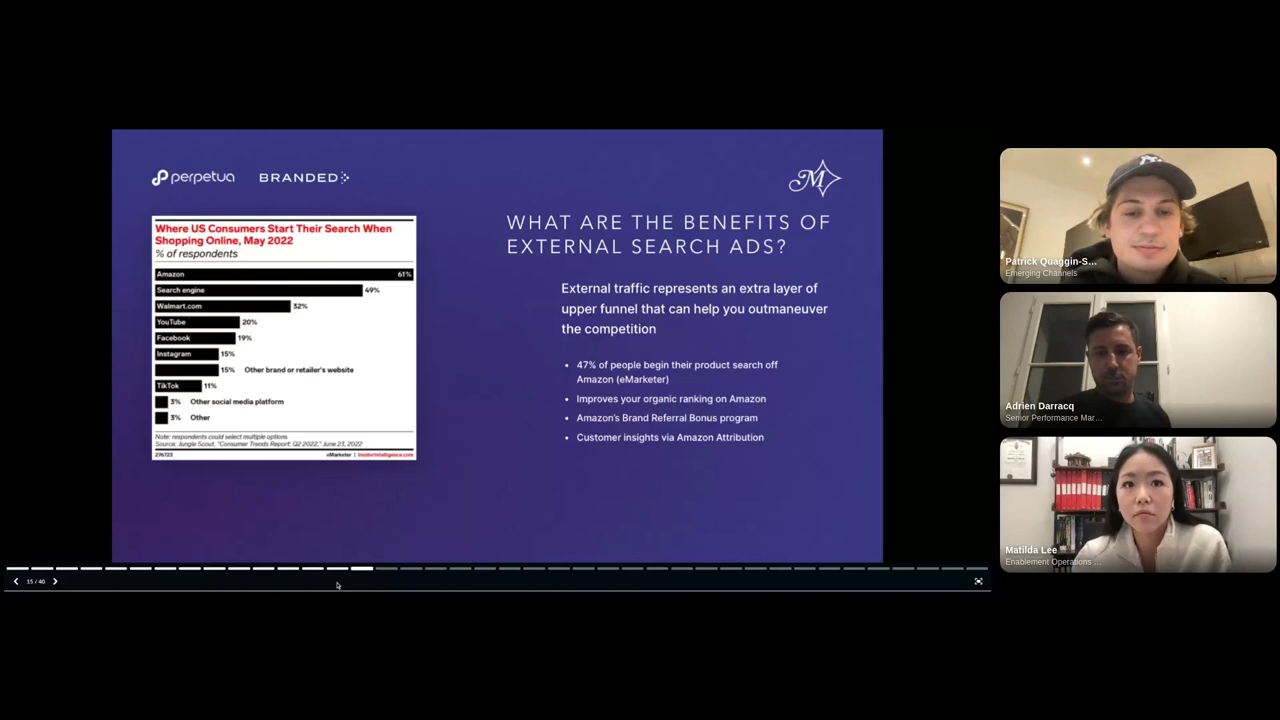 perpetua
BRANDED
M
Where US Consumers Start Their Search When
Shopping Online, May 2022
% of respondents
Amazon 61%
Search engine 49%
Walmart.com 32%
YouTube 20%
Facebook 19%
Instagram 15%
15% Other brand or retailer's website
TikTok 11%
3% Other social media platform
3% Other
Note: respondents could select multiple options
Source: Jungle Scout, "Consumer Trends Report: Q2 2022," June 23, 2022
276723 eMarketer | InsiderIntelligence.com
WHAT ARE THE BENEFITS OF
EXTERNAL SEARCH ADS?
External traffic represents an extra layer of
upper funnel that can help you outmaneuver
the competition
• 47% of people begin their product search off
Amazon (eMarketer)
• Improves your organic ranking on Amazon
• Amazon's Brand Referral Bonus program
• Customer insights via Amazon Attribution
15 / 40
Patrick Quaggin-S...
Emerging Channels
Adrien Darracq
Senior Performance Mar...
Matilda Lee
Enablement Operations ...